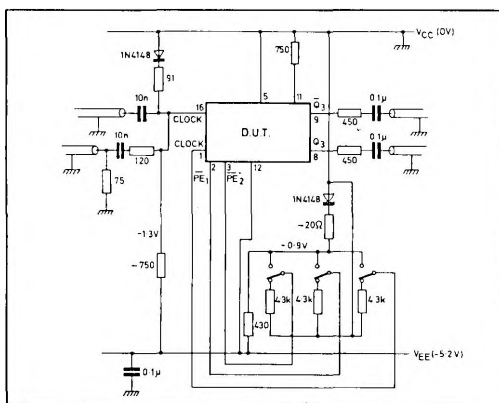 VCC (0V)
1N4148
750
91
5
11
Q̅3
0.1µ
10n
16
9
450
CLOCK
D.U.T.
10n
120
CLOCK
1
2
3
12
8
Q3
450
0.1µ
P̅E̅1
P̅E̅2
75
1N4148
~20Ω
-1.3V
-0.9V
~750
4.3k
4.3k
4.3k
430
VEE (-5.2V)
0.1µ